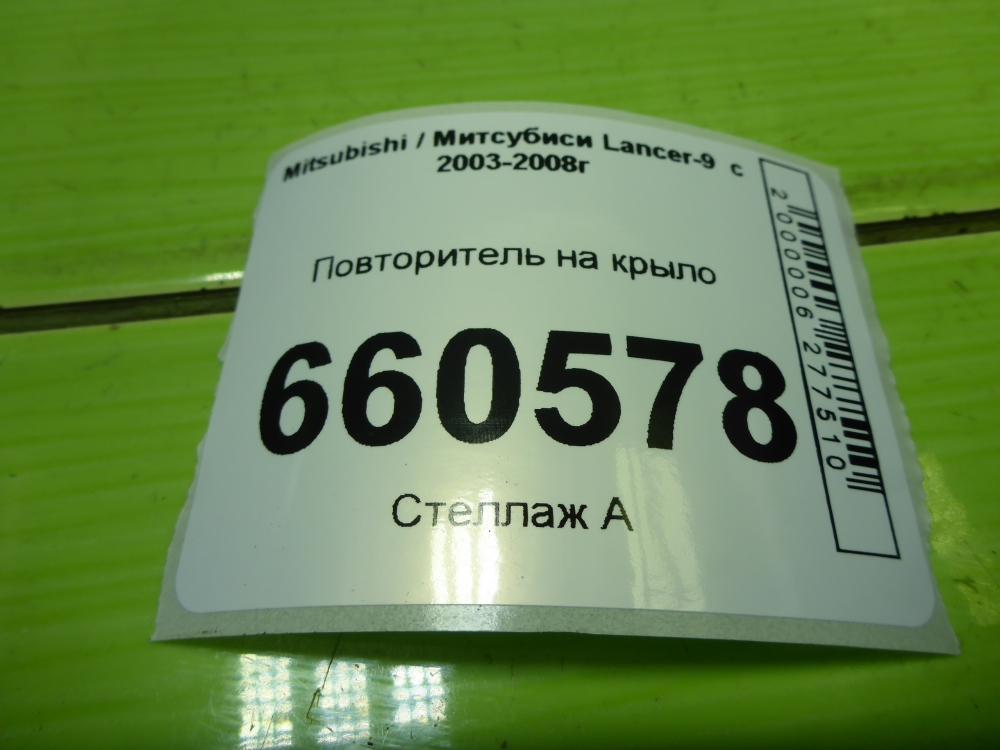 Mitsubishi / Митсубиси Lancer-9 с
2003-2008г
Повторитель на крыло
660578
Стеллаж А
2000006277510